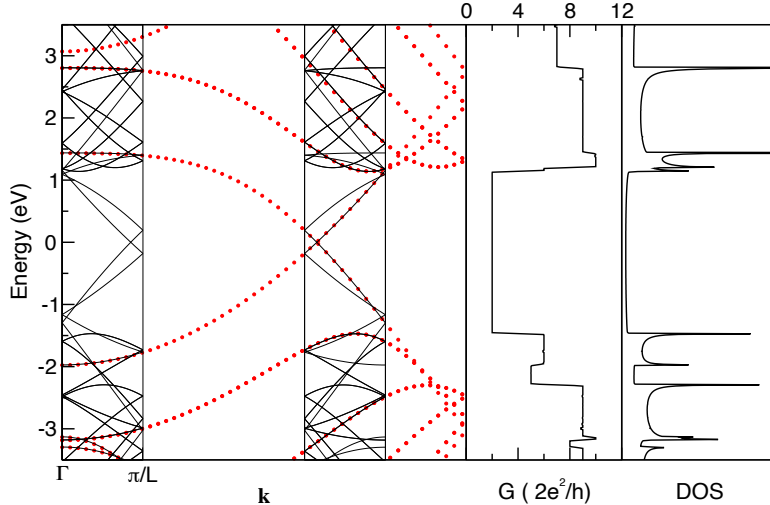 0 4 8 12
3
2
1
0
-1
-2
-3
Energy (eV)
Γ π/L
k
G ( 2e²/h)
DOS